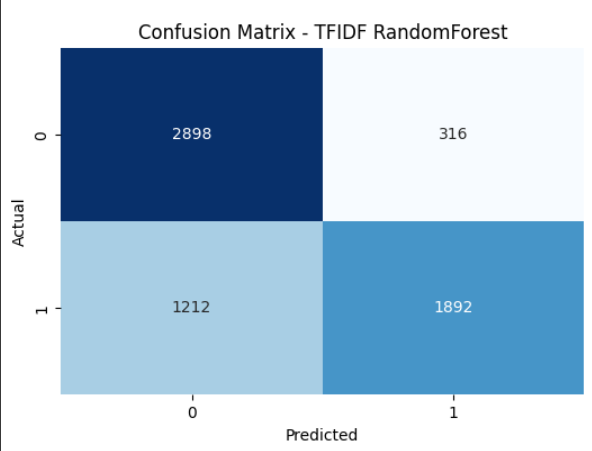 Confusion Matrix - TFIDF RandomForest
0
2898
316
Actual
1
1212
1892
0
1
Predicted